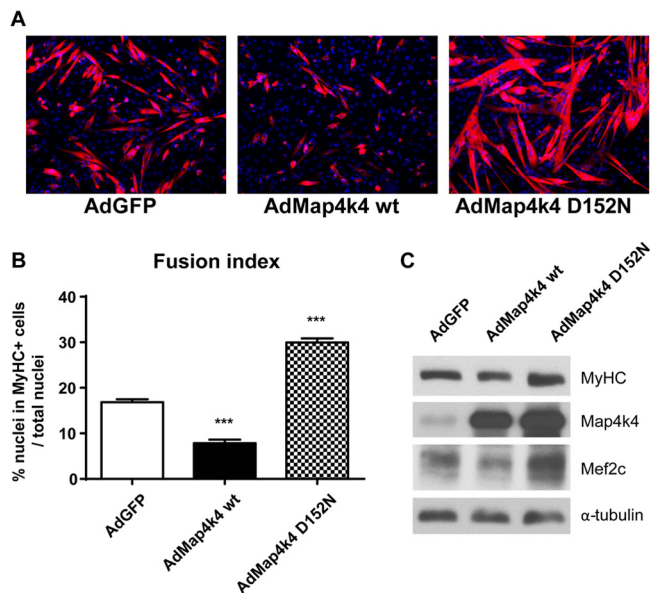 A
AdGFP
AdMap4k4 wt
AdMap4k4 D152N
B
Fusion index
% nuclei in MyHC+ cells
/ total nuclei
40
30
20
10
0
***
***
AdGFP
AdMap4k4 wt
AdMap4k4 D152N
C
AdGFP
AdMap4k4 wt
AdMap4k4 D152N
MyHC
Map4k4
Mef2c
α-tubulin